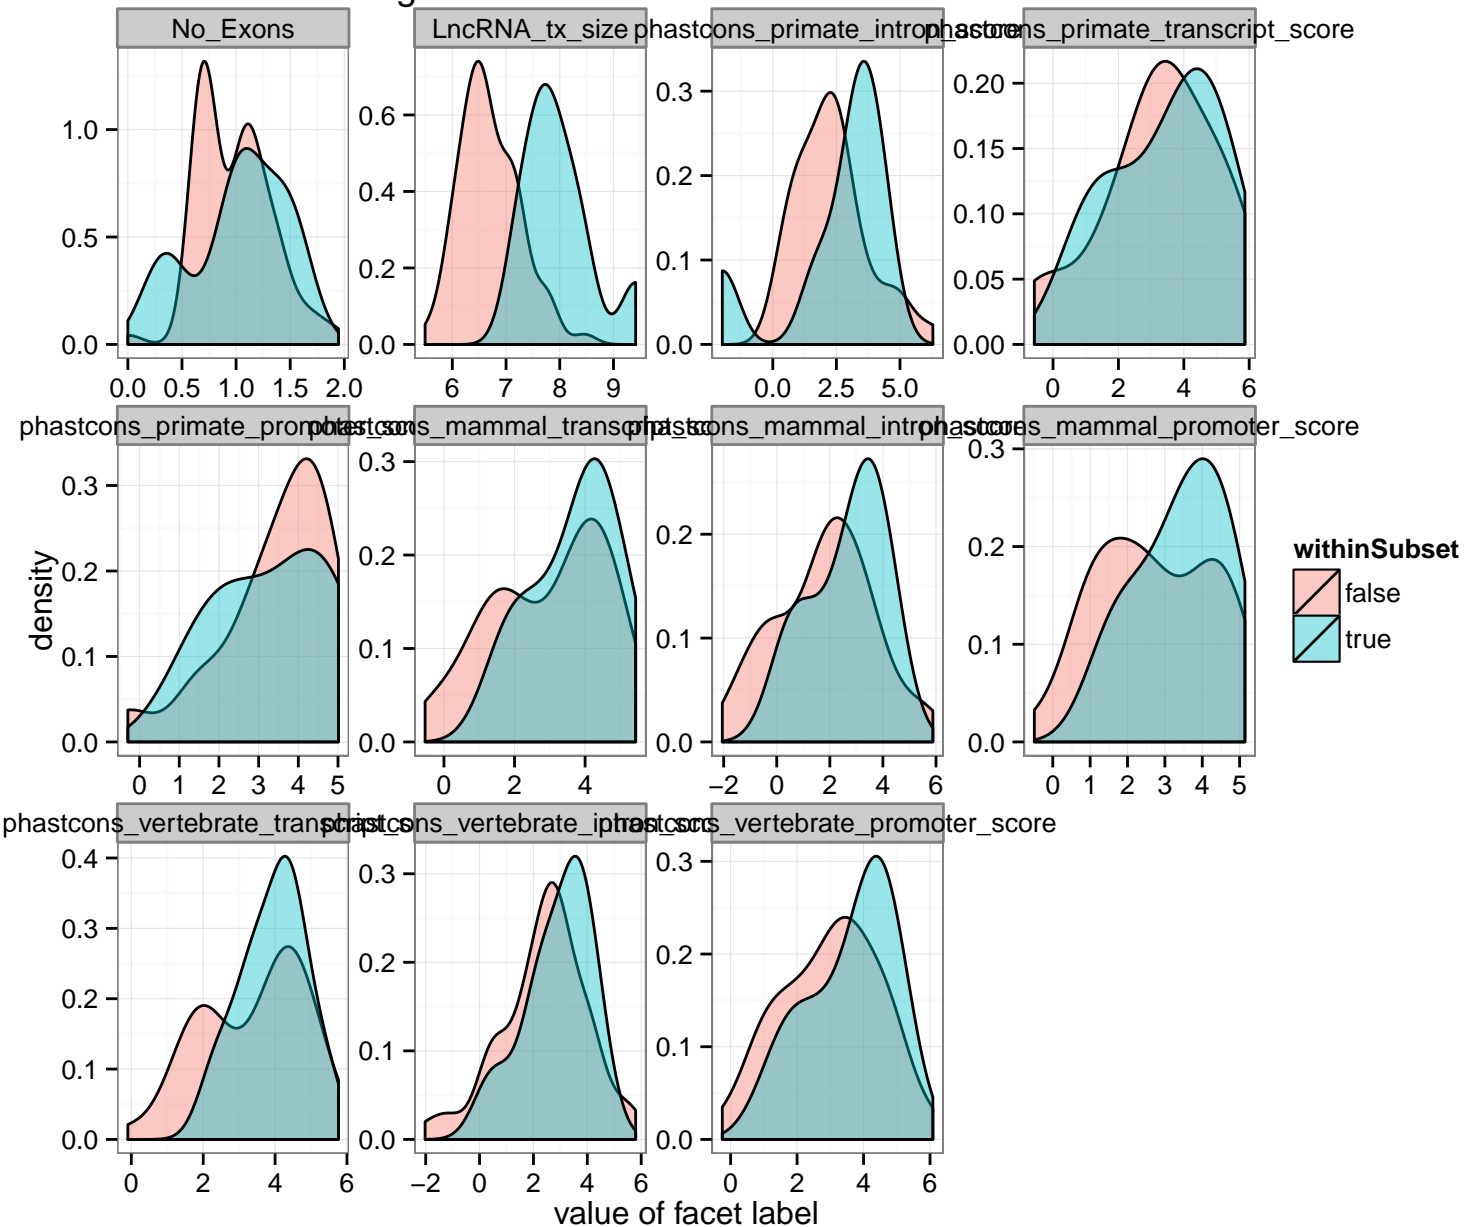 g
No_Exons LncRNA_tx_size phastcons_primate_intron_score phastcons_primate_transcript_score
1.0 0.5 0.0
0.6 0.4 0.2 0.0
0.3 0.2 0.1 0.0
0.20 0.15 0.10 0.05 0.00
0.0 0.5 1.0 1.5 2.0 6 7 8 9 0.0 2.5 5.0 0 2 4 6
phastcons_primate_promoter_score phastcons_mammal_transcript_score phastcons_mammal_intron_score phastcons_mammal_promoter_score
0.3 0.2 0.1 0.0
0.3 0.2 0.1 0.0
0.2 0.1 0.0
0.3 0.2 0.1 0.0
0 1 2 3 4 5 0 2 4 −2 0 2 4 6 0 1 2 3 4 5
phastcons_vertebrate_transcript_score phastcons_vertebrate_intron_score phastcons_vertebrate_promoter_score
0.4 0.3 0.2 0.1 0.0
0.3 0.2 0.1 0.0
0.3 0.2 0.1 0.0
0 2 4 6 −2 0 2 4 6 0 2 4 6
density
value of facet label
withinSubset
false
true